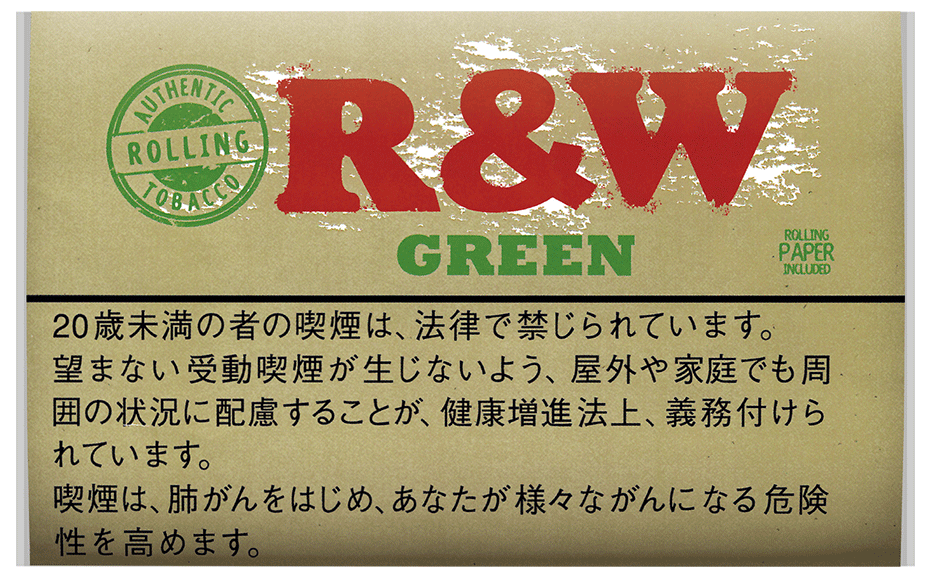 AUTHENTIC
ROLLING
TOBACCO
R&W
GREEN
ROLLING
PAPER
INCLUDED
20歳未満の者の喫煙は、法律で禁じられています。
望まない受動喫煙が生じないよう、屋外や家庭でも周
囲の状況に配慮することが、健康増進法上、義務付けら
れています。
喫煙は、肺がんをはじめ、あなたが様々ながんになる危険
性を高めます。